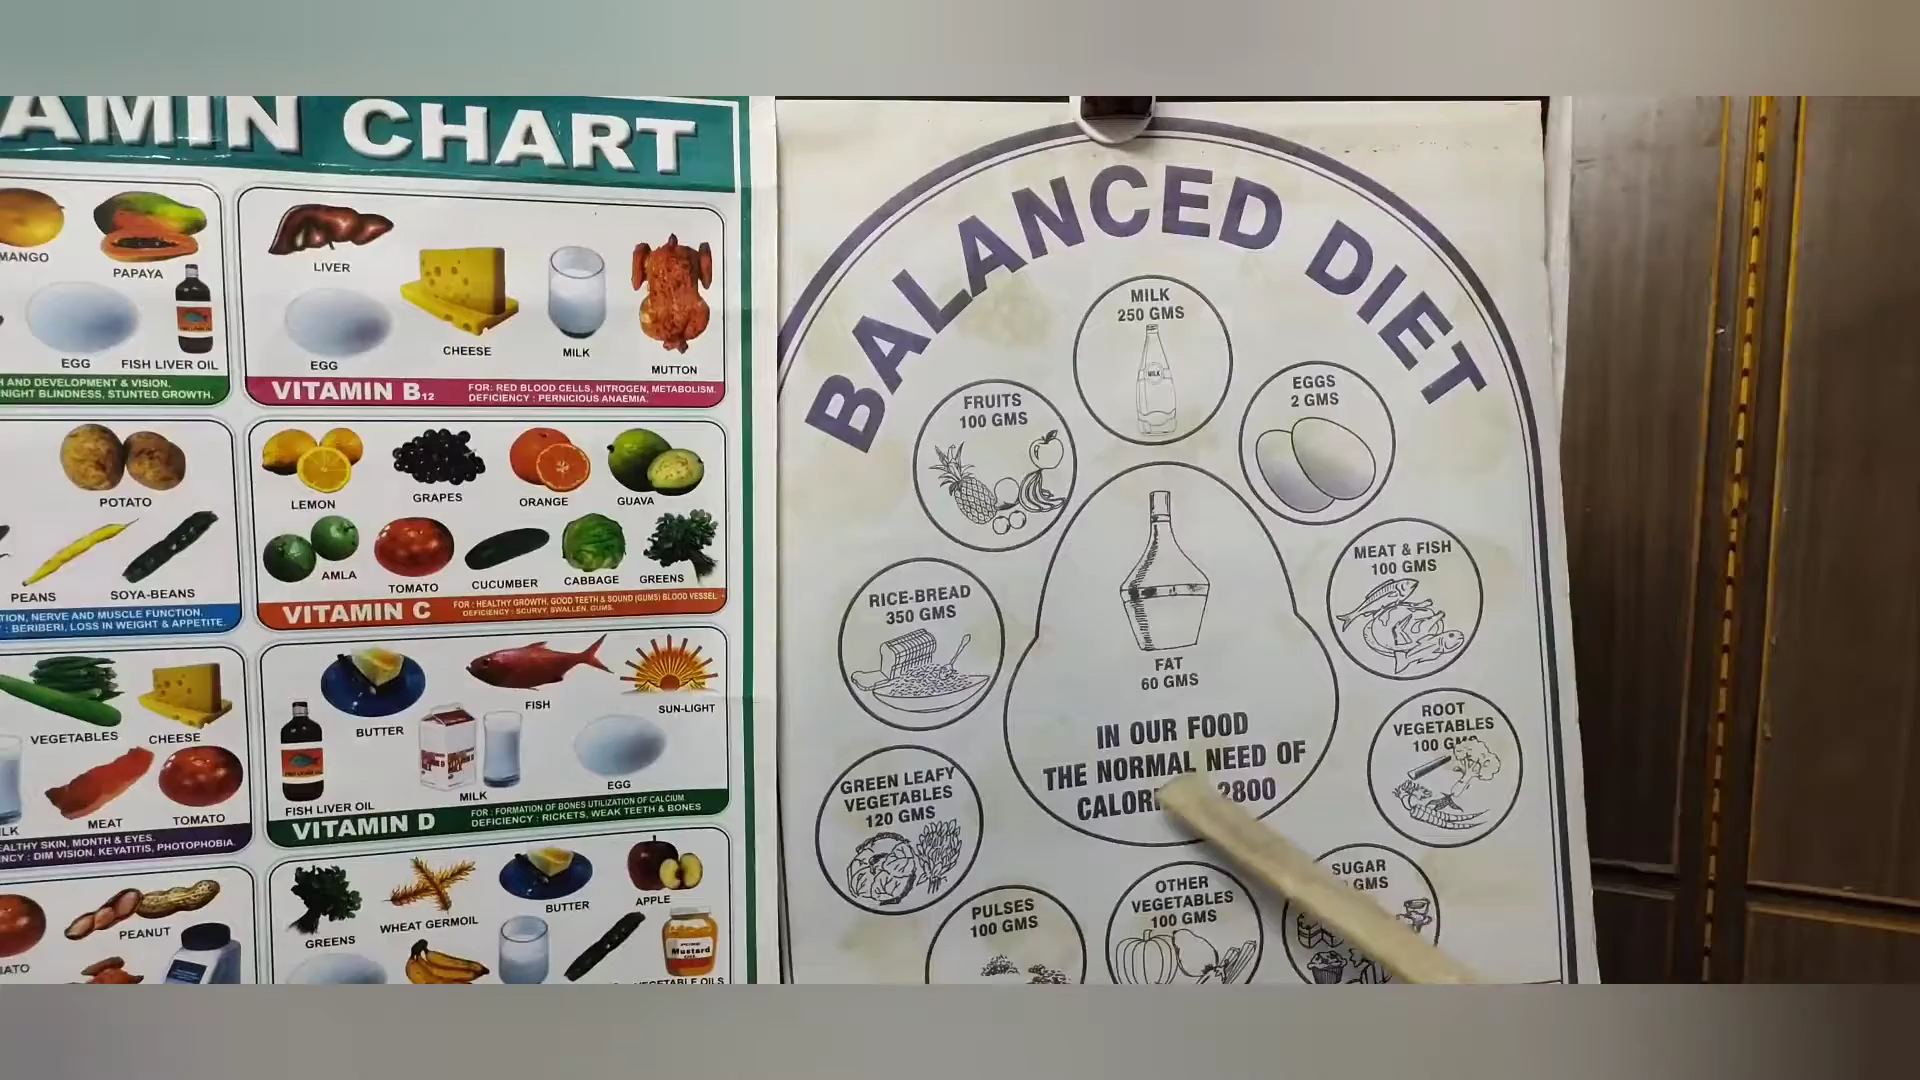 AMIN CHART
MANGO
PAPAYA
EGG
FISH LIVER OIL
H AND DEVELOPMENT & VISION.
NIGHT BLINDNESS, STUNTED GROWTH.
LIVER
EGG
CHEESE
MILK
MUTTON
VITAMIN B12
FOR: RED BLOOD CELLS, NITROGEN, METABOLISM.
DEFICIENCY : PERNICIOUS ANAEMIA.
POTATO
PEANS
SOYA-BEANS
TION, NERVE AND MUSCLE FUNCTION.
: BERIBERI, LOSS IN WEIGHT & APPETITE.
LEMON
GRAPES
ORANGE
GUAVA
AMLA
TOMATO
CUCUMBER
CABBAGE
GREENS
VITAMIN C
FOR : HEALTHY GROWTH, GOOD TEETH & SOUND (GUMS) BLOOD VESSEL
DEFICIENCY : SCURVY, SWALLEN, GUMS.
VEGETABLES
CHEESE
MEAT
TOMATO
EALTHY SKIN, MONTH & EYES.
NCY : DIM VISION, KEYATITIS, PHOTOPHOBIA.
BUTTER
FISH
SUN-LIGHT
FISH LIVER OIL
MILK
EGG
VITAMIN D
FOR : FORMATION OF BONES UTILIZATION OF CALCIUM
DEFICIENCY : RICKETS, WEAK TEETH & BONES
PEANUT
GREENS
WHEAT GERMOIL
BUTTER
APPLE
Mustard
VEGETABLE OILS
BALANCED DIET
MILK
250 GMS
MILK
EGGS
2 GMS
FRUITS
100 GMS
MEAT & FISH
100 GMS
RICE-BREAD
350 GMS
FAT
60 GMS
IN OUR FOOD
THE NORMAL NEED OF
CALOR 2800
ROOT
VEGETABLES
100 GMS
GREEN LEAFY
VEGETABLES
120 GMS
SUGAR
GMS
OTHER
VEGETABLES
100 GMS
PULSES
100 GMS